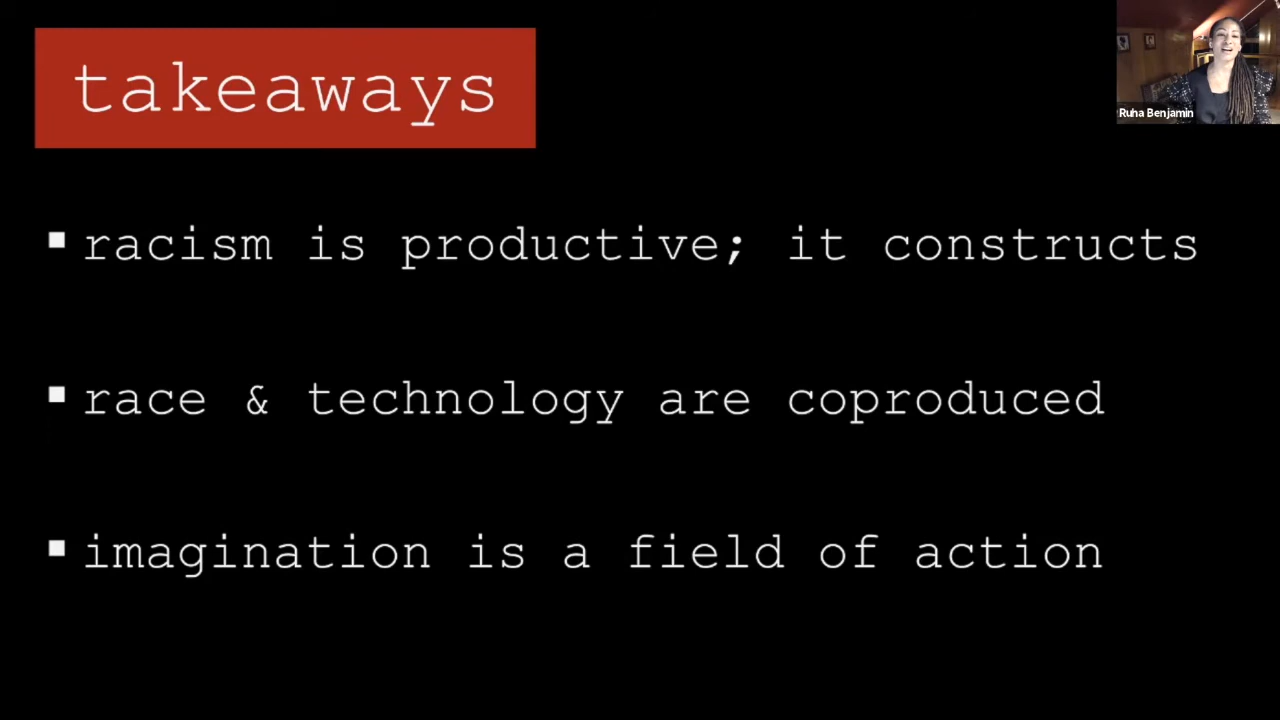 takeaways
Ruha Benjamin
▪ racism is productive; it constructs
▪ race & technology are coproduced
▪ imagination is a field of action